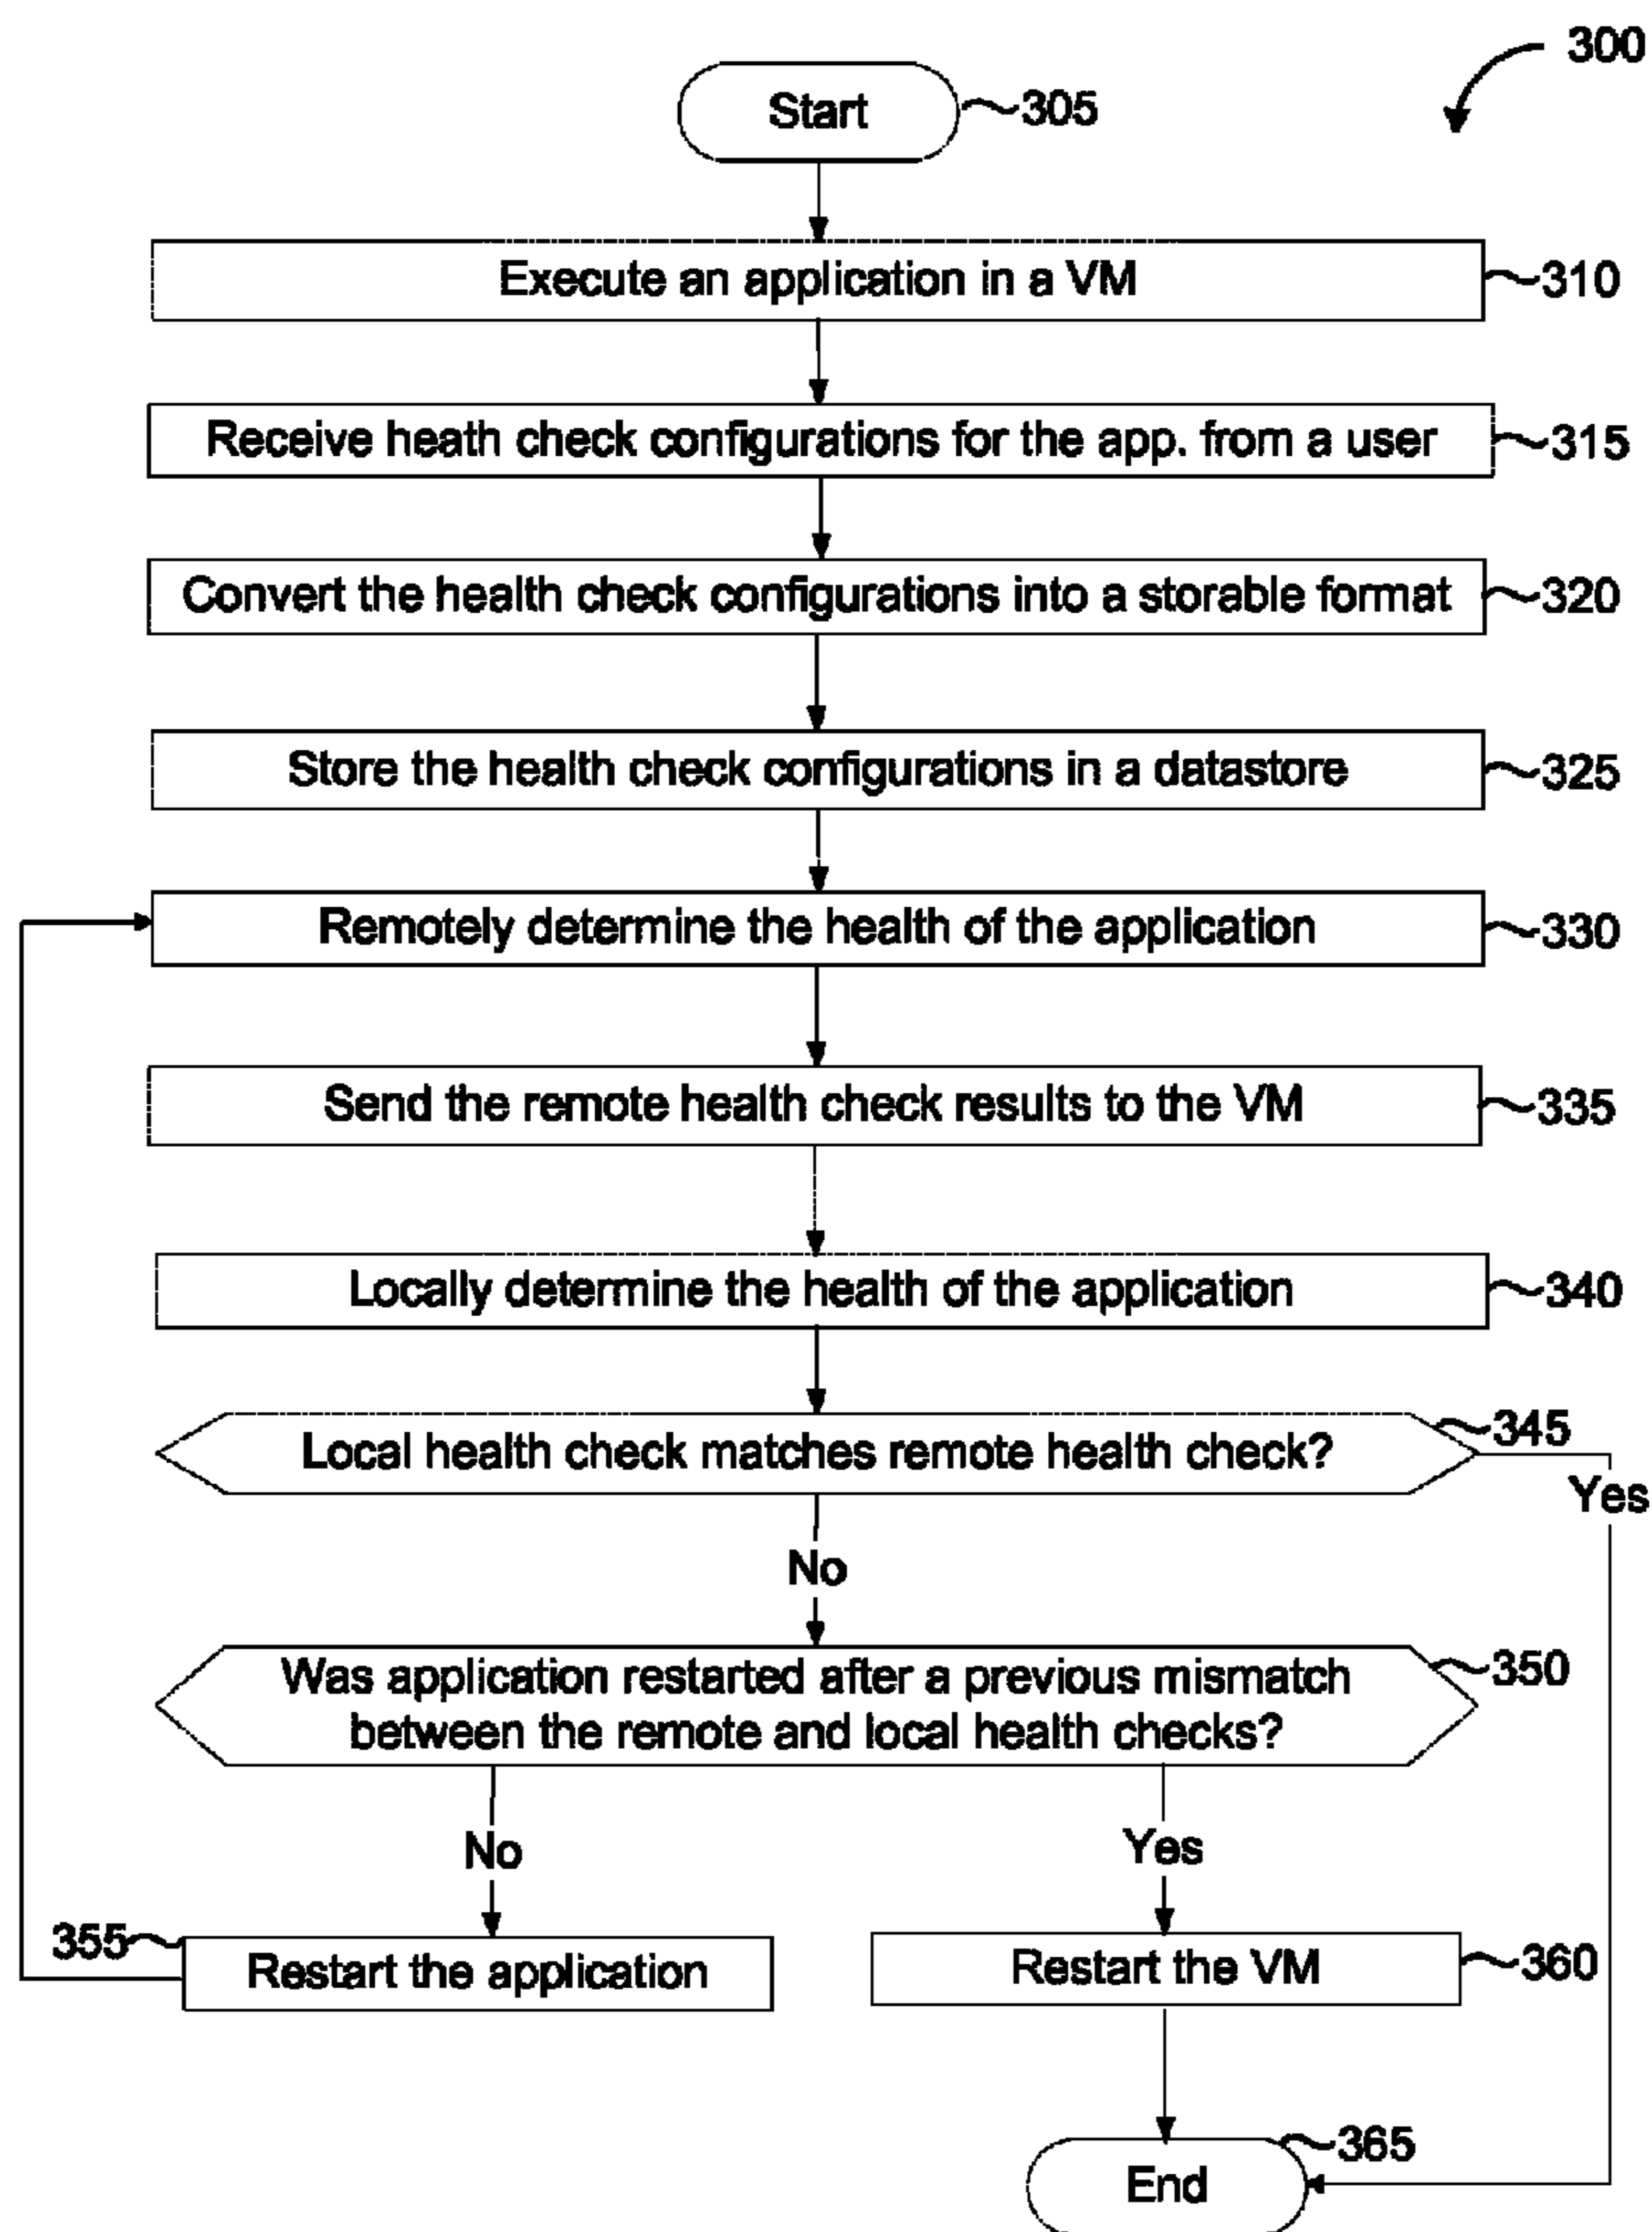 300
Start
305
Execute an application in a VM
310
Receive heath check configurations for the app. from a user
315
Convert the health check configurations into a storable format
320
Store the health check configurations in a datastore
325
Remotely determine the health of the application
330
Send the remote health check results to the VM
335
Locally determine the health of the application
340
Local health check matches remote health check?
345
Yes
No
Was application restarted after a previous mismatch
between the remote and local health checks?
350
No
Yes
355
Restart the application
Restart the VM
360
365
End